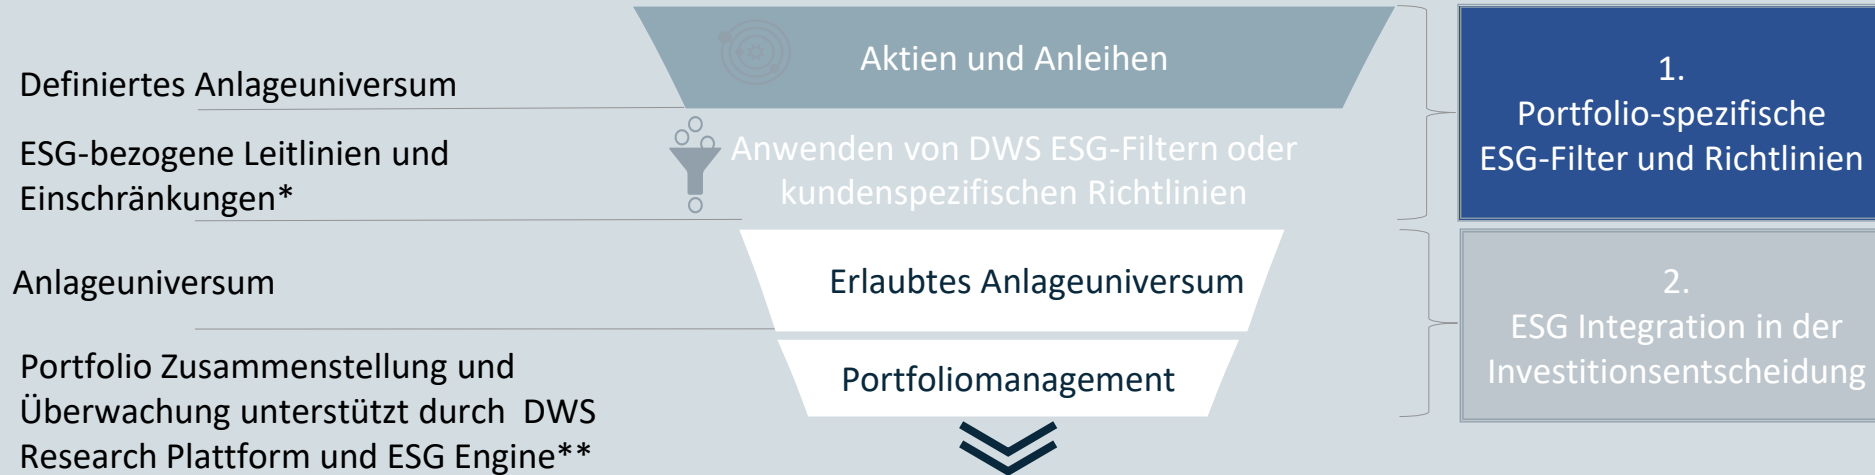 Definiertes Anlageuniversum
ESG-bezogene Leitlinien und
Einschränkungen*
Anlageuniversum
Portfolio Zusammenstellung und
Überwachung unterstützt durch DWS
Research Plattform und ESG Engine**
Aktien und Anleihen
Anwenden von DWS ESG-Filtern oder
kundenspezifischen Richtlinien
Erlaubtes Anlageuniversum
Portfoliomanagement
1.
Portfolio-spezifische
ESG-Filter und Richtlinien
2.
ESG Integration in der
Investitionsentscheidung